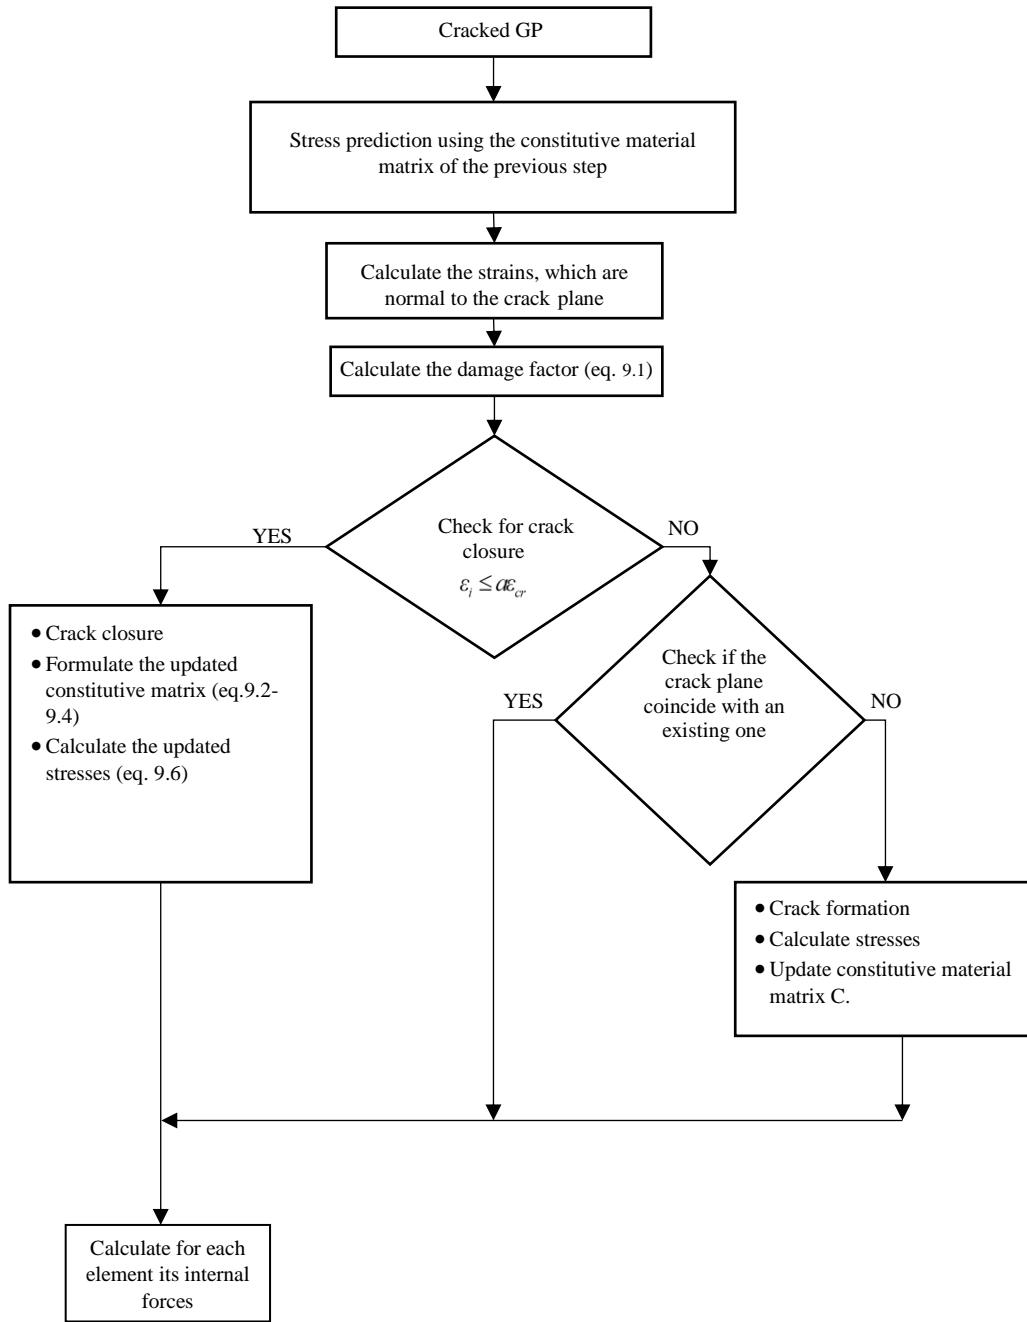 Cracked GP
Stress prediction using the constitutive material
matrix of the previous step
Calculate the strains, which are
normal to the crack plane
Calculate the damage factor (eq. 9.1)
Check for crack
closure
εᵢ ≤ aε_cr
YES
NO
• Crack closure
• Formulate the updated
constitutive matrix (eq.9.2-
9.4)
• Calculate the updated
stresses (eq. 9.6)
Check if the
crack plane
coincide with an
existing one
YES
NO
• Crack formation
• Calculate stresses
• Update constitutive material
matrix C.
Calculate for each
element its internal
forces